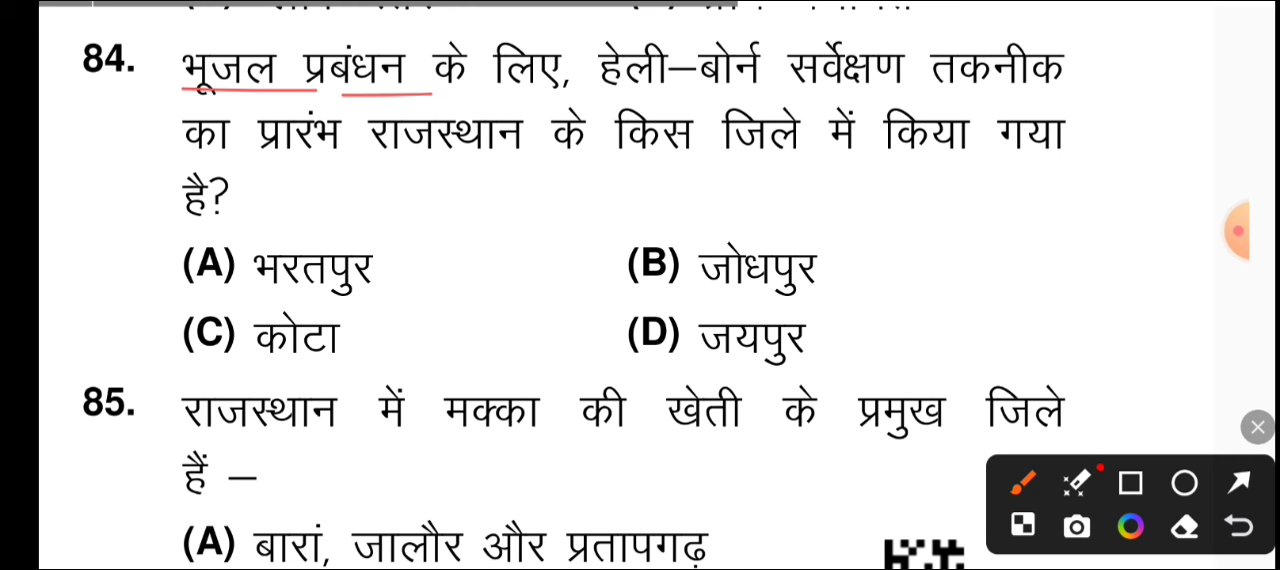 84. भूजल प्रबंधन के लिए, हेली–बोर्न सर्वेक्षण तकनीक
का प्रारंभ राजस्थान के किस जिले में किया गया
है?
(A) भरतपुर (B) जोधपुर
(C) कोटा (D) जयपुर
85. राजस्थान में मक्का की खेती के प्रमुख जिले
हैं –
(A) बारां, जालौर और प्रतापगढ़